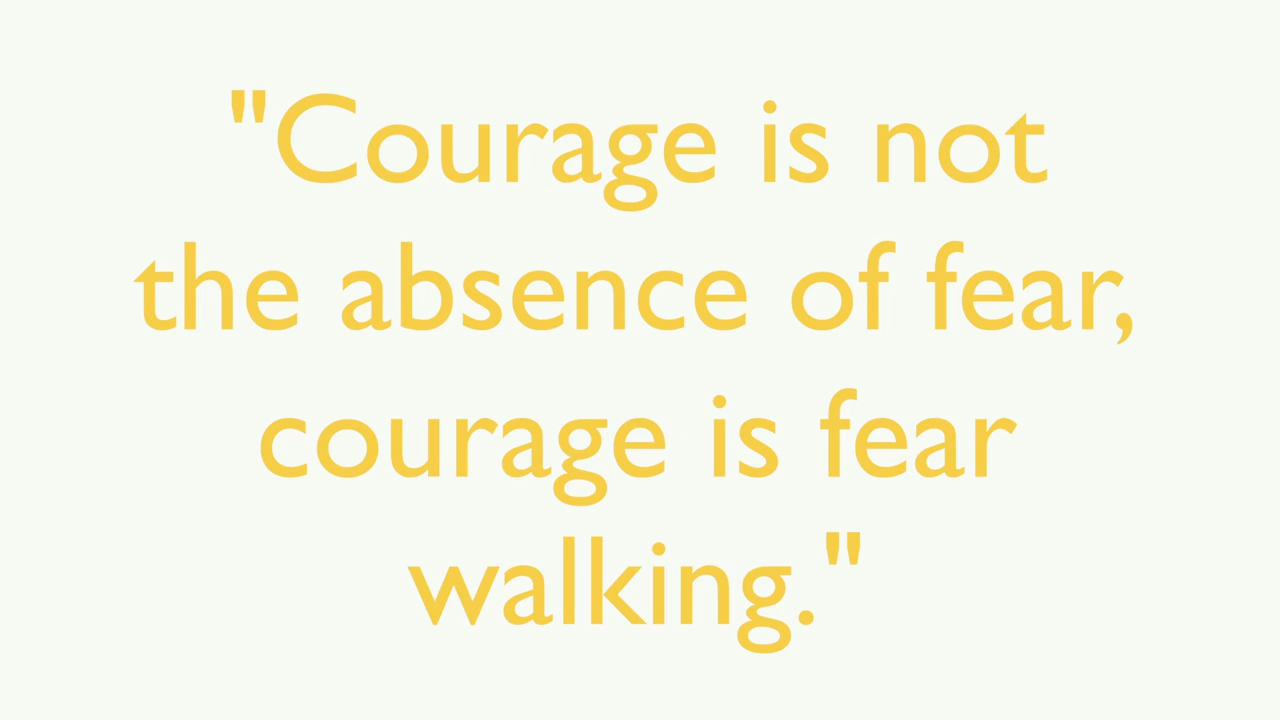 "Courage is not
the absence of fear,
courage is fear
walking."